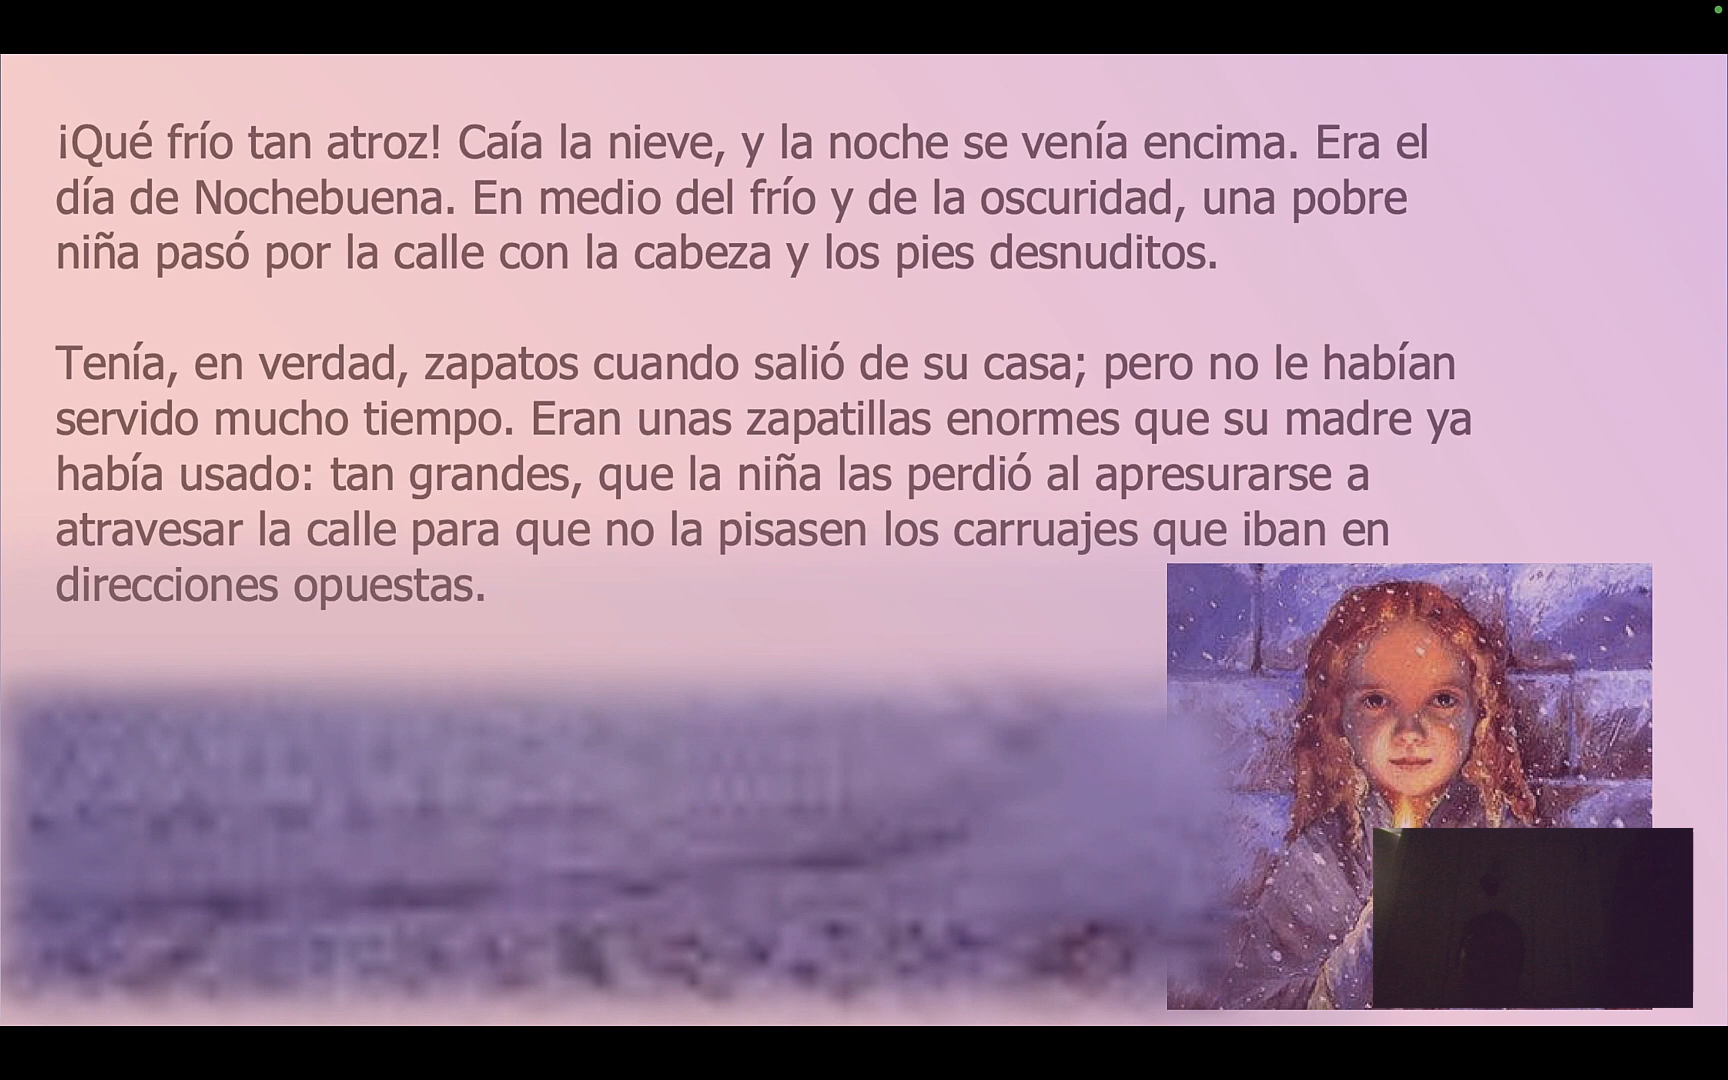 ¡Qué frío tan atroz! Caía la nieve, y la noche se venía encima. Era el
día de Nochebuena. En medio del frío y de la oscuridad, una pobre
niña pasó por la calle con la cabeza y los pies desnuditos.
Tenía, en verdad, zapatos cuando salió de su casa; pero no le habían
servido mucho tiempo. Eran unas zapatillas enormes que su madre ya
había usado: tan grandes, que la niña las perdió al apresurarse a
atravesar la calle para que no la pisasen los carruajes que iban en
direcciones opuestas.